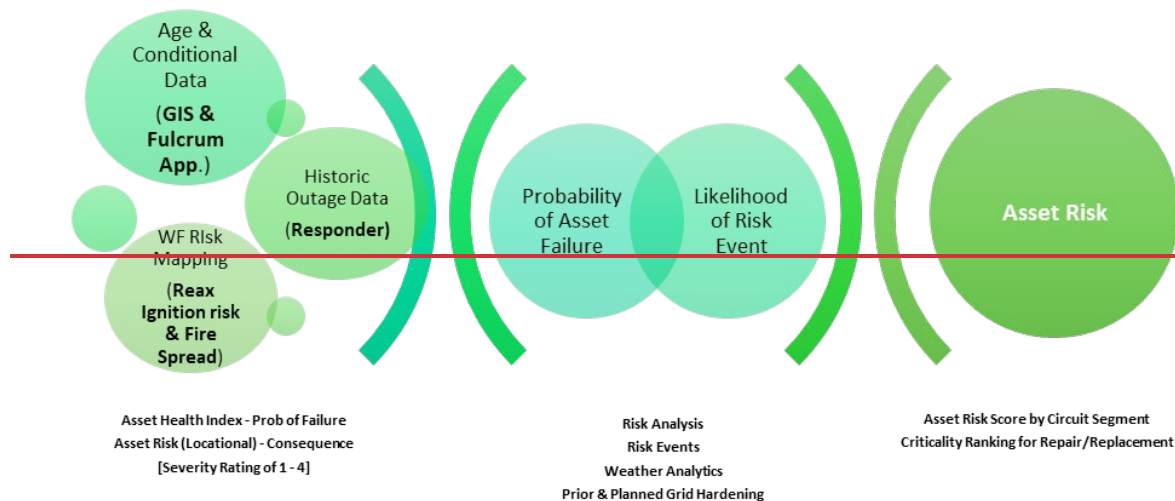 Age &
Conditional
Data
(GIS &
Fulcrum
App.)
Historic
Outage Data
(Responder)
WF RIsk
Mapping
(Reax
Ignition risk
& Fire
Spread)
Probability
of Asset
Failure
Likelihood
of Risk
Event
Asset Risk
Asset Health Index - Prob of Failure
Asset Risk (Locational) - Consequence
[Severity Rating of 1 - 4]
Risk Analysis
Risk Events
Weather Analytics
Prior & Planned Grid Hardening
Asset Risk Score by Circuit Segment
Criticality Ranking for Repair/Replacement